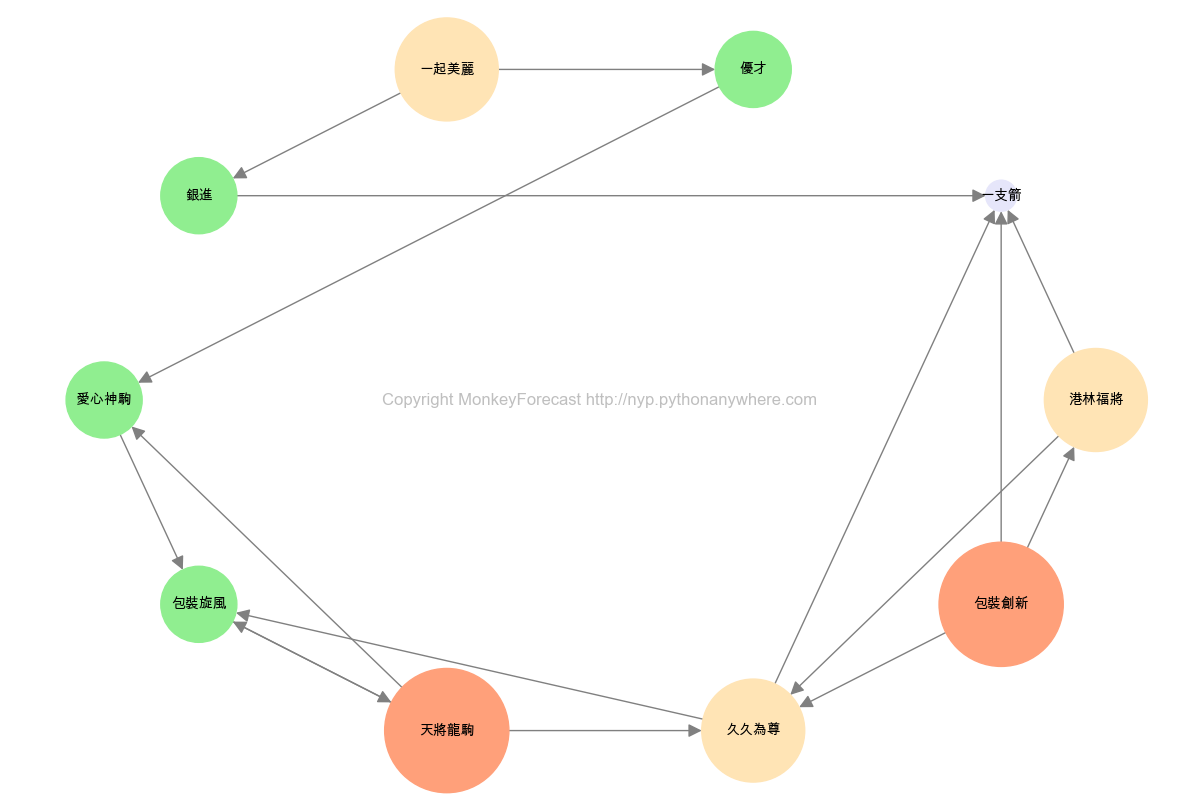 一起美麗
優才
銀進
一支箭
愛心神駒
Copyright MonkeyForecast http://nyp.pythonanywhere.com
港林福將
包裝旋風
包裝創新
天將龍駒
久久為尊